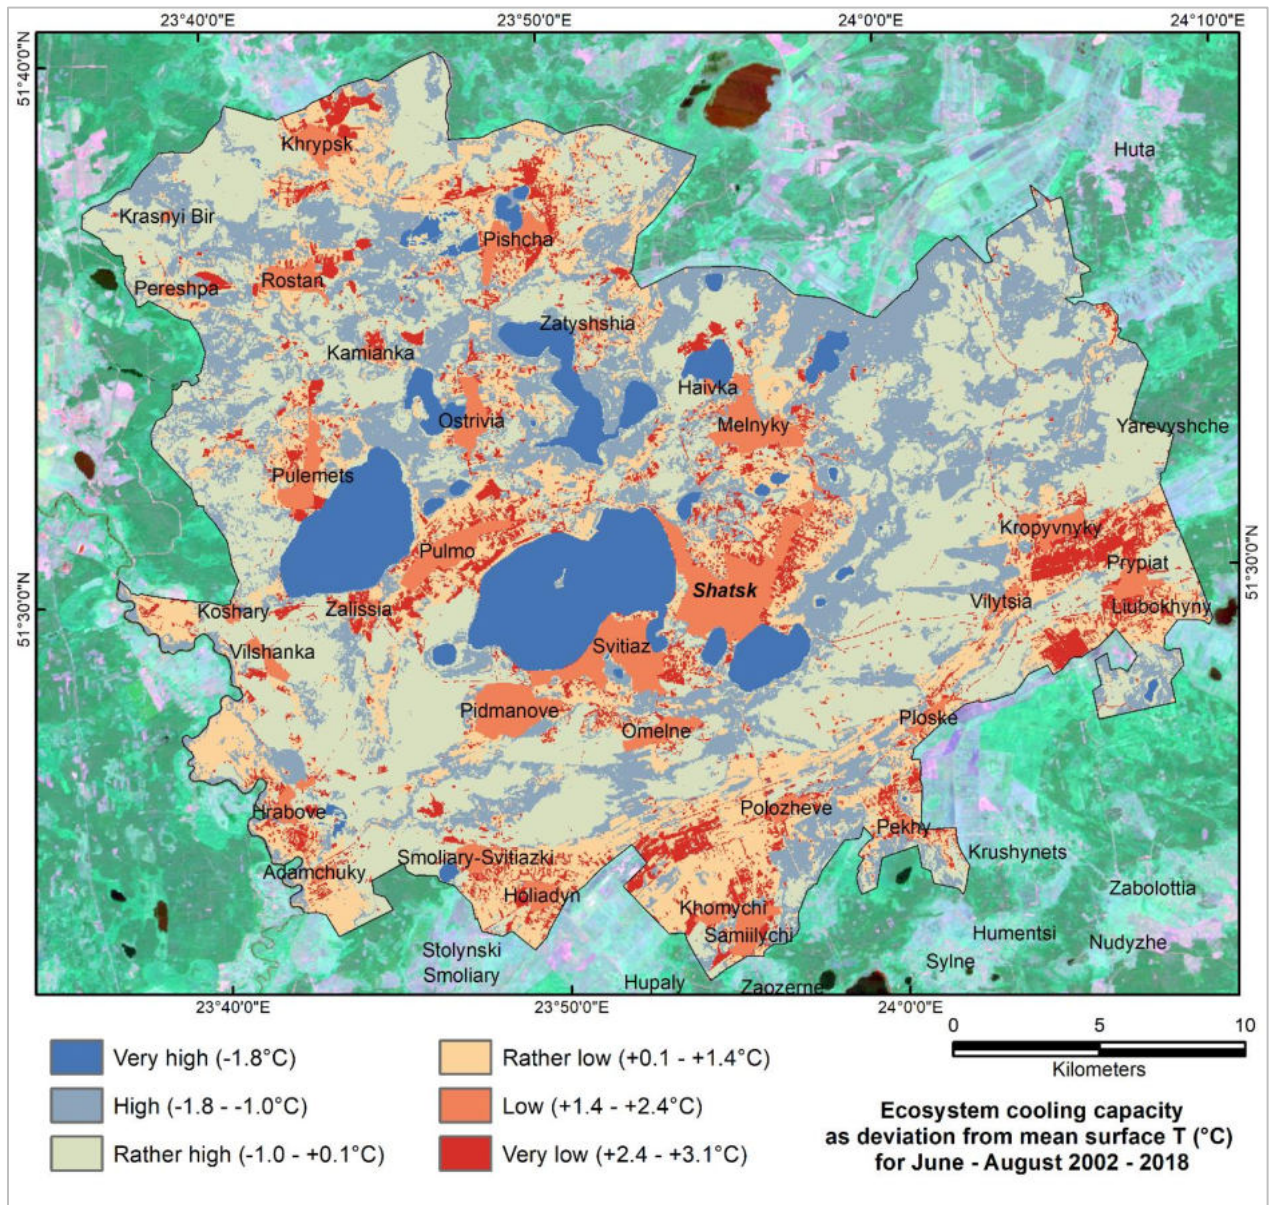 23°40'0"E
23°50'0"E
24°0'0"E
24°10'0"E
51°40'0"N
Huta
Khrypsk
Krasnyi Bir
Pishcha
Pereshpa
Rostan
Zatyshshia
Kamianka
Haivka
Ostrivia
Melnyky
Yarevyshche
Pulemets
Kropyvnyky
Pulmo
Prypiat
51°30'0"N
Shatsk
Koshary
Zalissia
Vilytsia
Liubokhyny
51°30'0"N
Svitiaz
Vilshanka
Pidmanove
Omelne
Ploske
Hrabove
Polozheve
Pekhy
Smoliary-Svitiazki
Krushynets
Adamchuky
Holiadyn
Zabolottia
Khomychi
Samiilychi
Humentsi
Nudyzhe
Stolynski
Smoliary
Sylne
Hupaly
Zaozerne
23°40'0"E
23°50'0"E
24°0'0"E
0
5
10
Kilometers
Very high (-1.8°C)
High (-1.8 - -1.0°C)
Rather high (-1.0 - +0.1°C)
Rather low (+0.1 - +1.4°C)
Low (+1.4 - +2.4°C)
Very low (+2.4 - +3.1°C)
Ecosystem cooling capacity
as deviation from mean surface T (°C)
for June - August 2002 - 2018